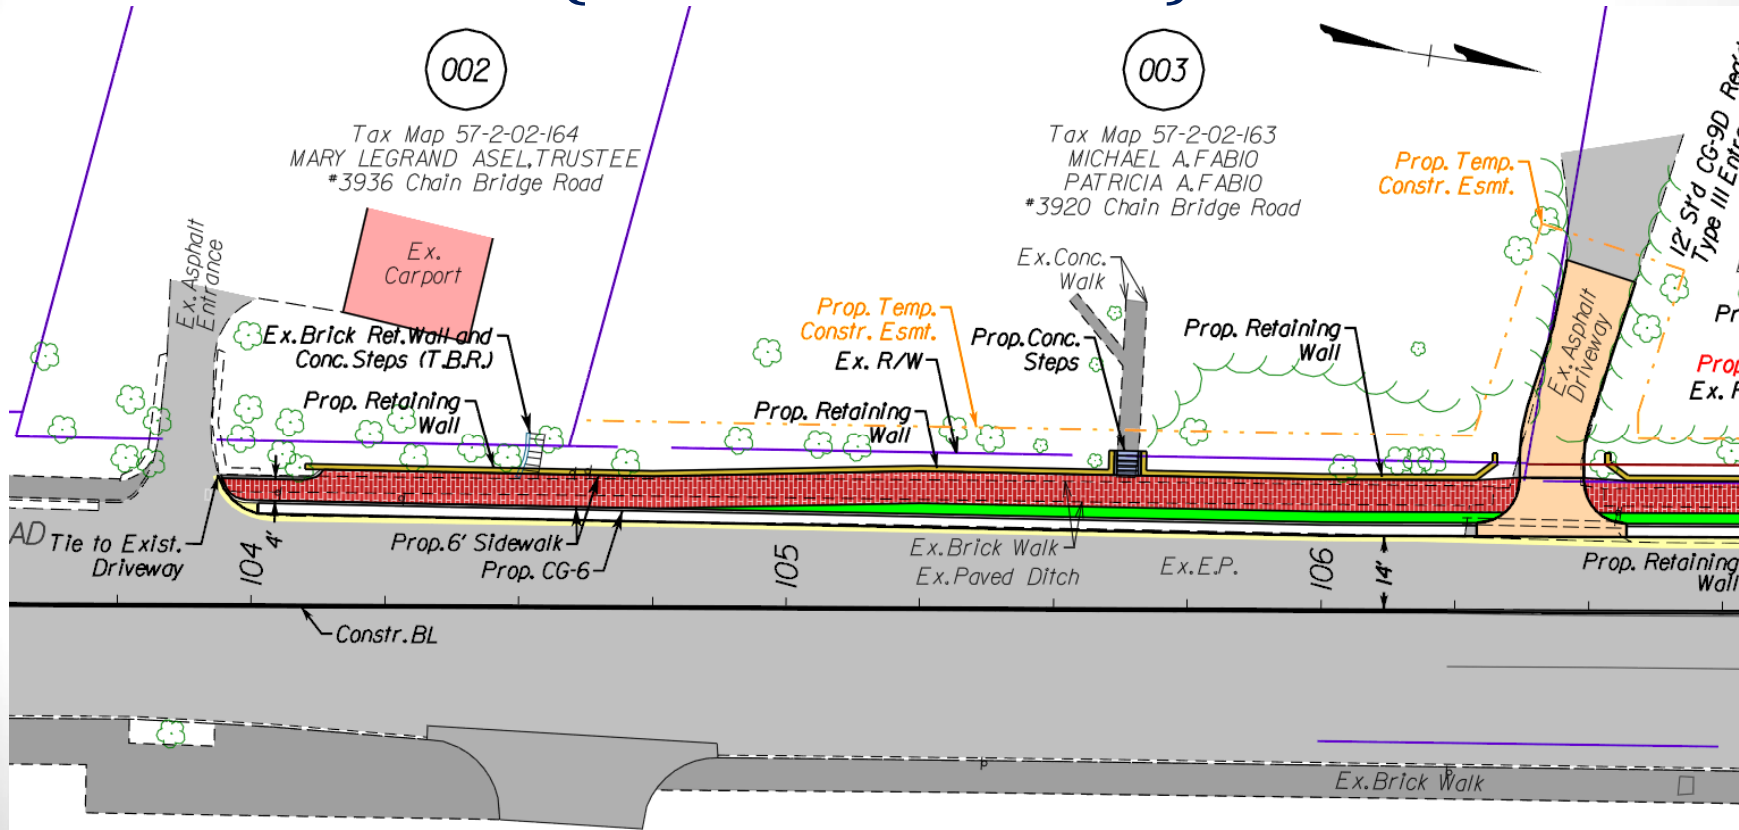 002
Tax Map 57-2-02-164
MARY LEGRAND ASEL, TRUSTEE
*3936 Chain Bridge Road
003
Tax Map 57-2-02-163
MICHAEL A. FABIO
PATRICIA A. FABIO
*3920 Chain Bridge Road
Prop. Temp.
Constr. Esmt.
12' St'd CG-9D
Type III
Ex. Asphalt
Entrance
Ex.
Carport
Ex. Brick Ret. Wall and
Conc. Steps (T.B.R.)
Prop. Retaining
Wall
Prop. Temp.
Constr. Esmt.
Ex. R/W
Prop. Retaining
Wall
Ex. Conc.
Walk
Prop. Conc.
Steps
Prop. Retaining
Wall
Ex. Asphalt
Driveway
AD
Tie to Exist.
Driveway
104
4'
Prop. 6' Sidewalk
Prop. CG-6
105
Ex. Brick Walk
Ex. Paved Ditch
Ex. E.P.
106
14'
Prop. Retaining
Wall
Constr. BL
Ex. Brick Walk